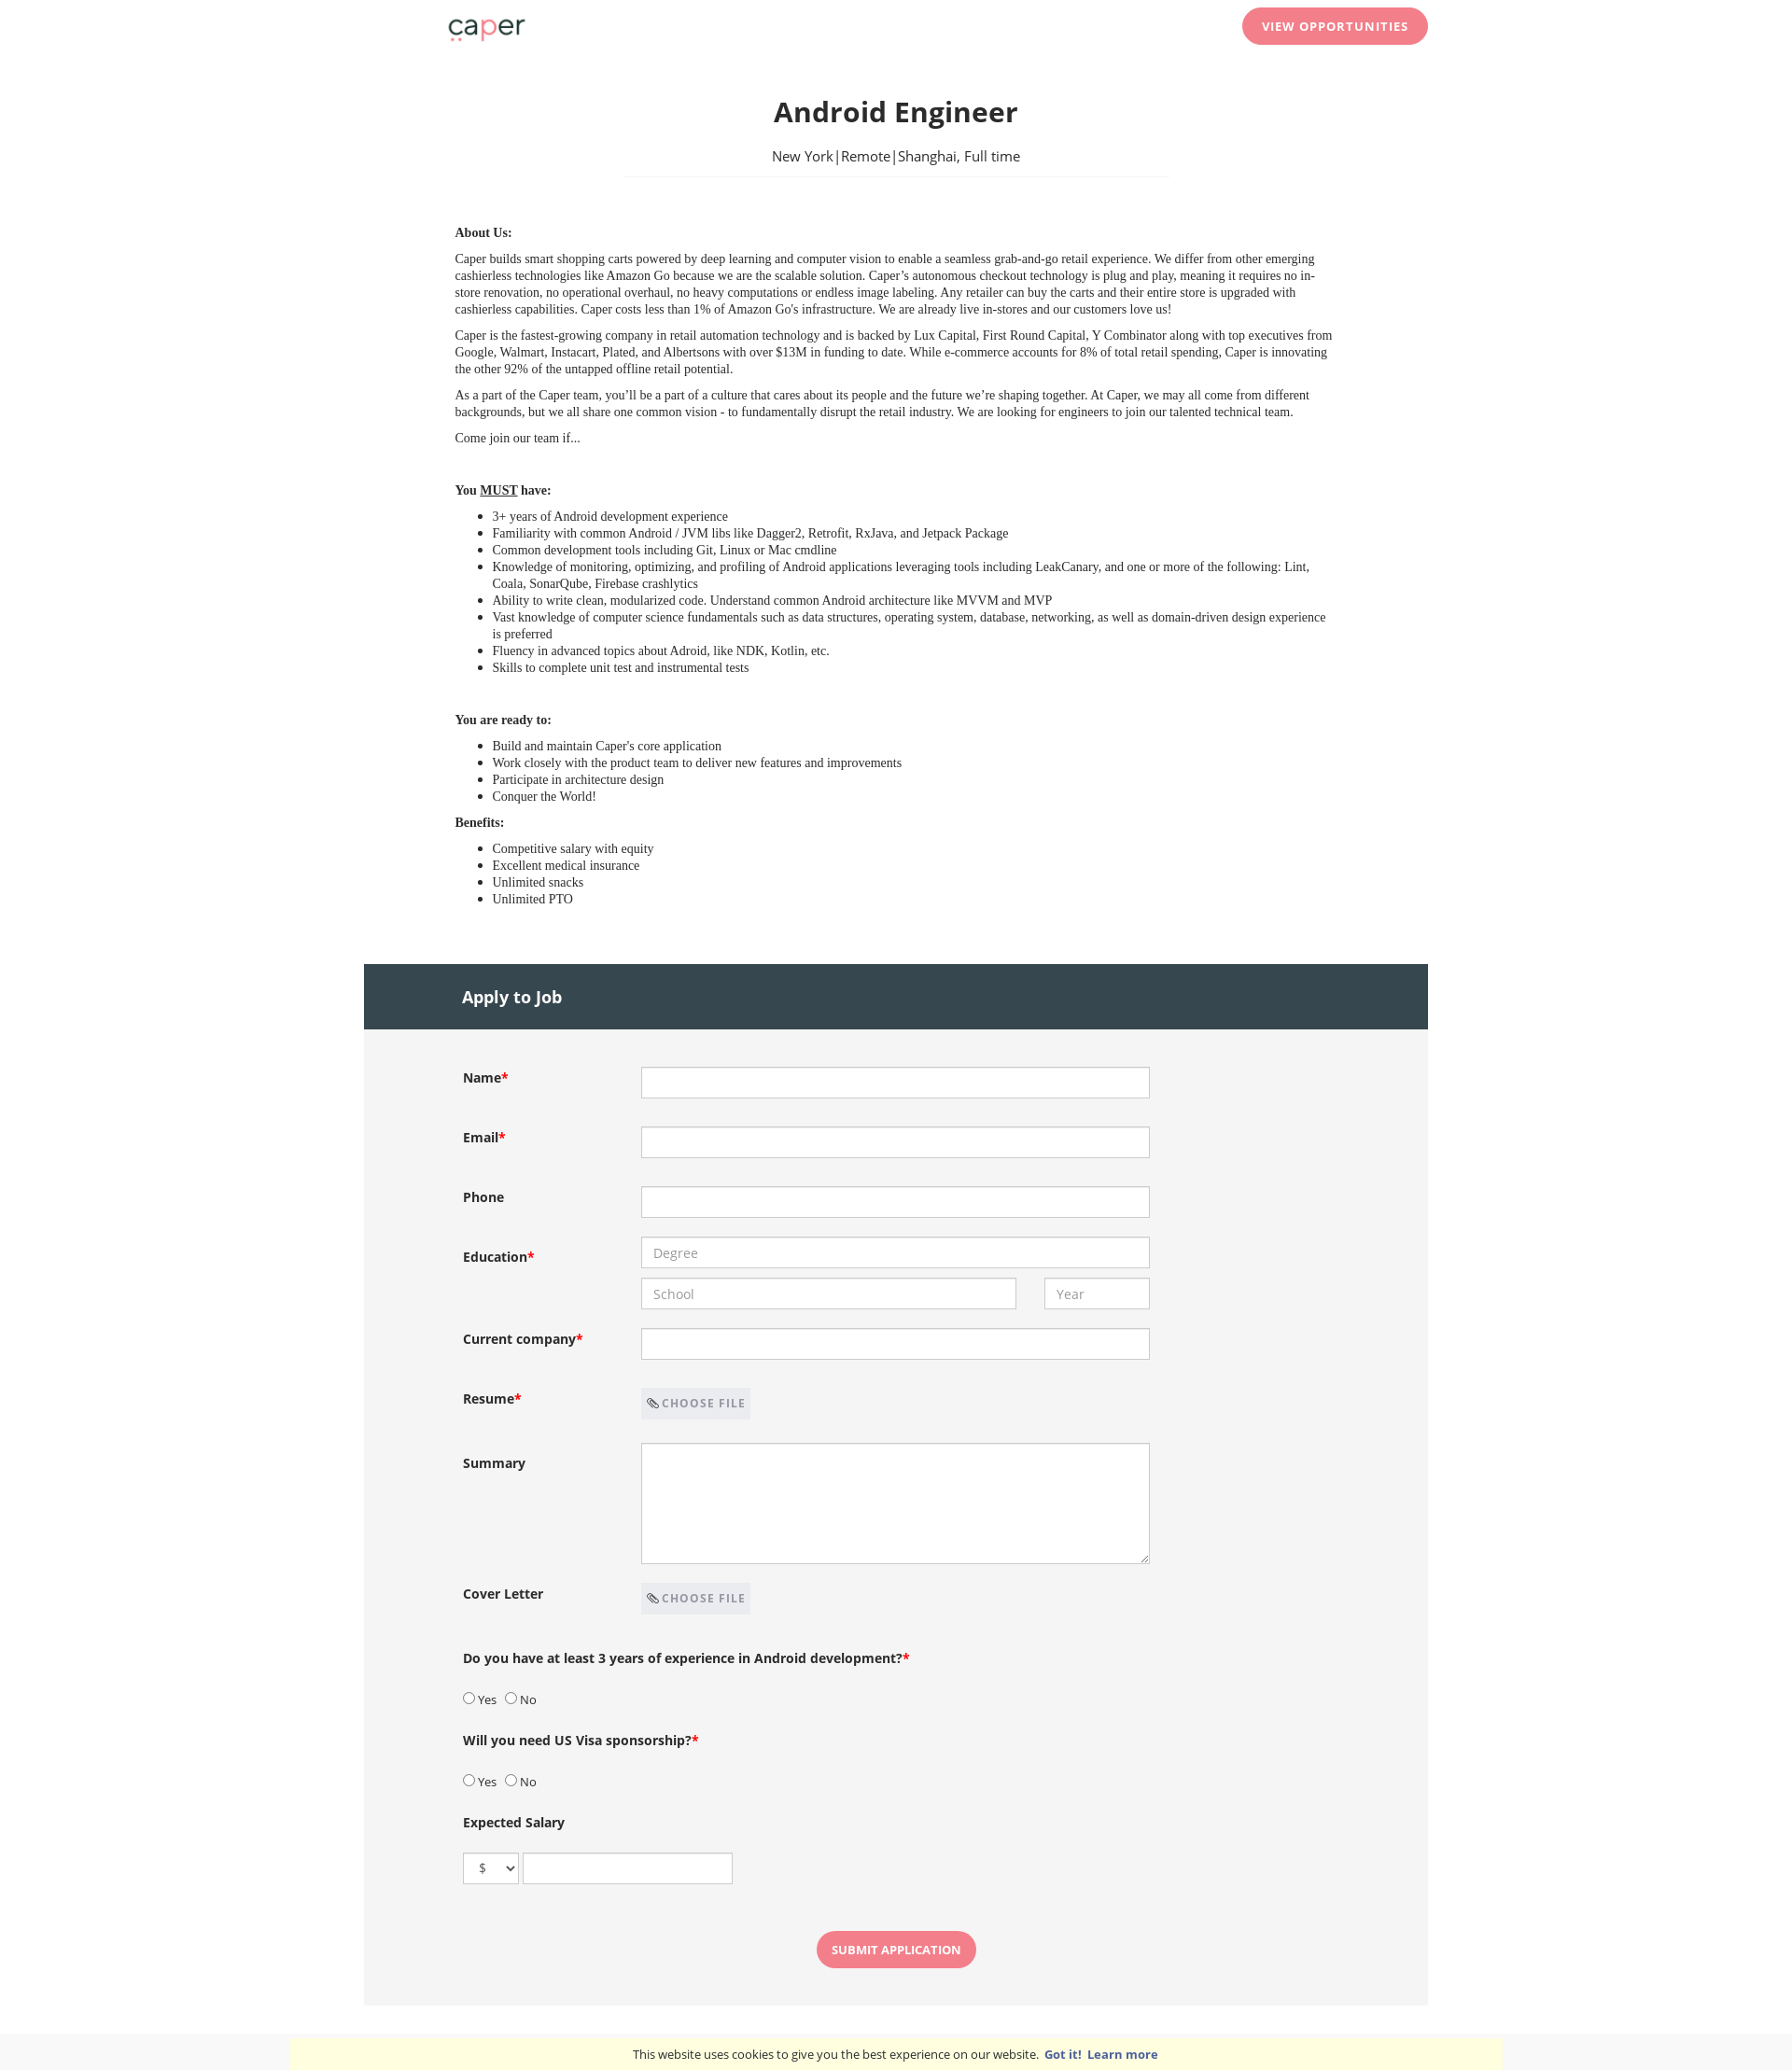 caper
VIEW OPPORTUNITIES
Android Engineer
New York|Remote|Shanghai, Full time
About Us:
Caper builds smart shopping carts powered by deep learning and computer vision to enable a seamless grab-and-go retail experience. We differ from other emerging
cashierless technologies like Amazon Go because we are the scalable solution. Caper’s autonomous checkout technology is plug and play, meaning it requires no in-
store renovation, no operational overhaul, no heavy computations or endless image labeling. Any retailer can buy the carts and their entire store is upgraded with
cashierless capabilities. Caper costs less than 1% of Amazon Go's infrastructure. We are already live in-stores and our customers love us!
Caper is the fastest-growing company in retail automation technology and is backed by Lux Capital, First Round Capital, Y Combinator along with top executives from
Google, Walmart, Instacart, Plated, and Albertsons with over $13M in funding to date. While e-commerce accounts for 8% of total retail spending, Caper is innovating
the other 92% of the untapped offline retail potential.
As a part of the Caper team, you’ll be a part of a culture that cares about its people and the future we’re shaping together. At Caper, we may all come from different
backgrounds, but we all share one common vision - to fundamentally disrupt the retail industry. We are looking for engineers to join our talented technical team.
Come join our team if...
You MUST have:
3+ years of Android development experience
Familiarity with common Android / JVM libs like Dagger2, Retrofit, RxJava, and Jetpack Package
Common development tools including Git, Linux or Mac cmdline
Knowledge of monitoring, optimizing, and profiling of Android applications leveraging tools including LeakCanary, and one or more of the following: Lint,
Coala, SonarQube, Firebase crashlytics
Ability to write clean, modularized code. Understand common Android architecture like MVVM and MVP
Vast knowledge of computer science fundamentals such as data structures, operating system, database, networking, as well as domain-driven design experience
is preferred
Fluency in advanced topics about Adroid, like NDK, Kotlin, etc.
Skills to complete unit test and instrumental tests
You are ready to:
Build and maintain Caper's core application
Work closely with the product team to deliver new features and improvements
Participate in architecture design
Conquer the World!
Benefits:
Competitive salary with equity
Excellent medical insurance
Unlimited snacks
Unlimited PTO
Apply to Job
Name*
Email*
Phone
Education*
Degree
School Year
Current company*
Resume* CHOOSE FILE
Summary
Cover Letter CHOOSE FILE
Do you have at least 3 years of experience in Android development?*
Yes No
Will you need US Visa sponsorship?*
Yes No
Expected Salary
$
SUBMIT APPLICATION
This website uses cookies to give you the best experience on our website. Got it! Learn more